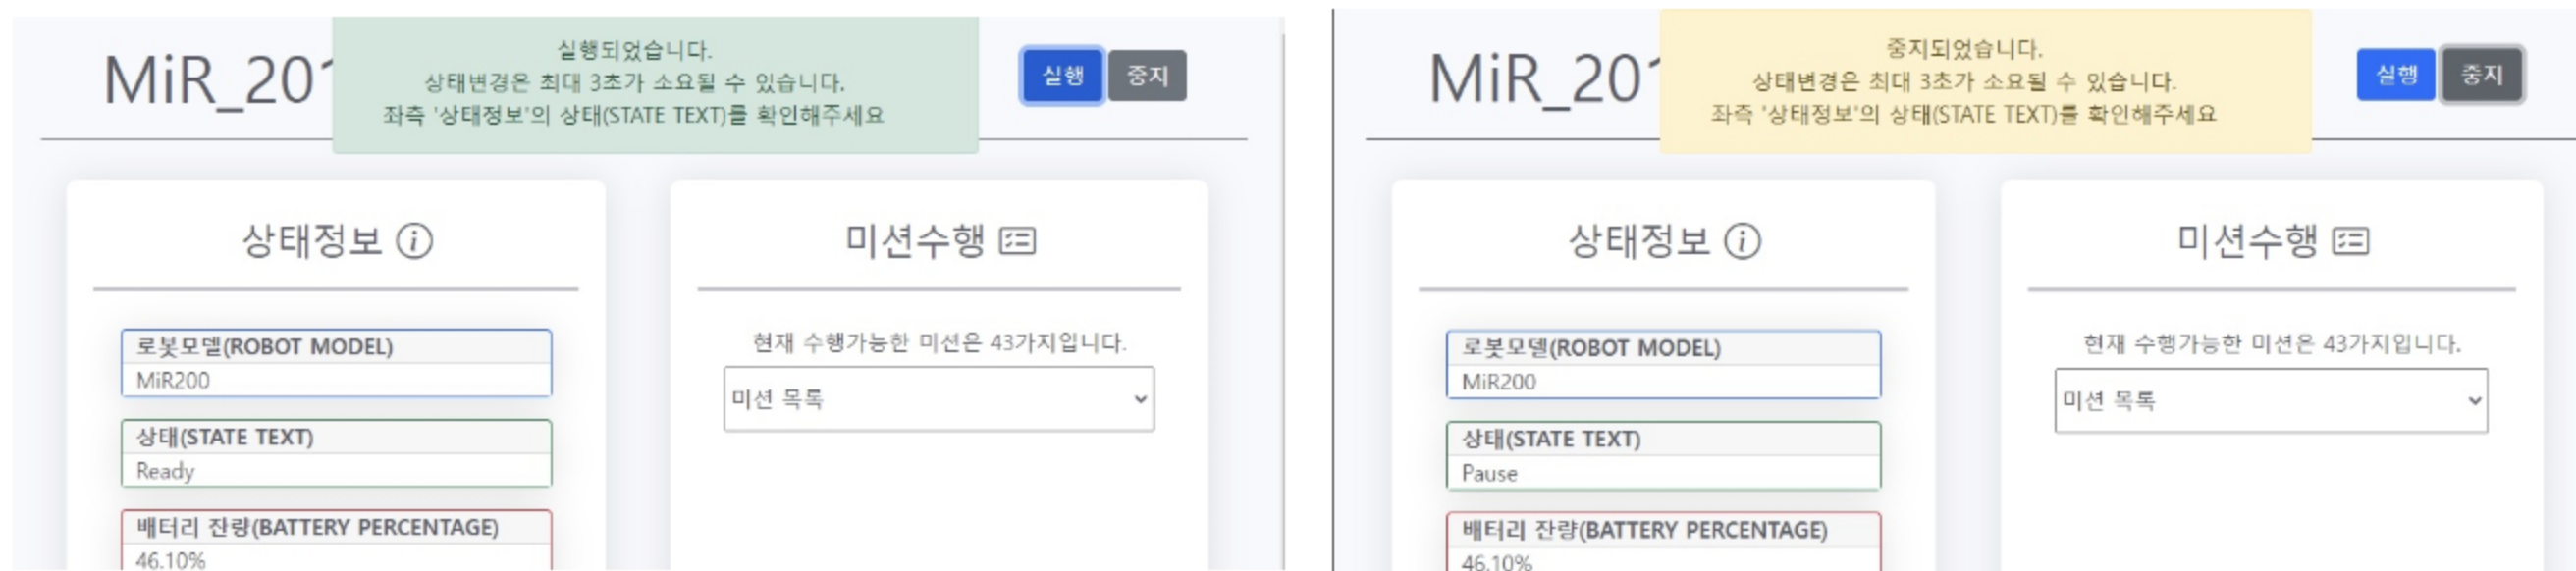 MiR_201
실행되었습니다.
상태변경은 최대 3초가 소요될 수 있습니다.
좌측 '상태정보'의 상태(STATE TEXT)를 확인해주세요
실행 중지
상태정보
미션수행
로봇모델(ROBOT MODEL)
MiR200
상태(STATE TEXT)
Ready
배터리 잔량(BATTERY PERCENTAGE)
46.10%
현재 수행가능한 미션은 43가지입니다.
미션 목록
MiR_201
중지되었습니다.
상태변경은 최대 3초가 소요될 수 있습니다.
좌측 '상태정보'의 상태(STATE TEXT)를 확인해주세요
실행 중지
상태정보
미션수행
로봇모델(ROBOT MODEL)
MiR200
상태(STATE TEXT)
Pause
배터리 잔량(BATTERY PERCENTAGE)
46.10%
현재 수행가능한 미션은 43가지입니다.
미션 목록